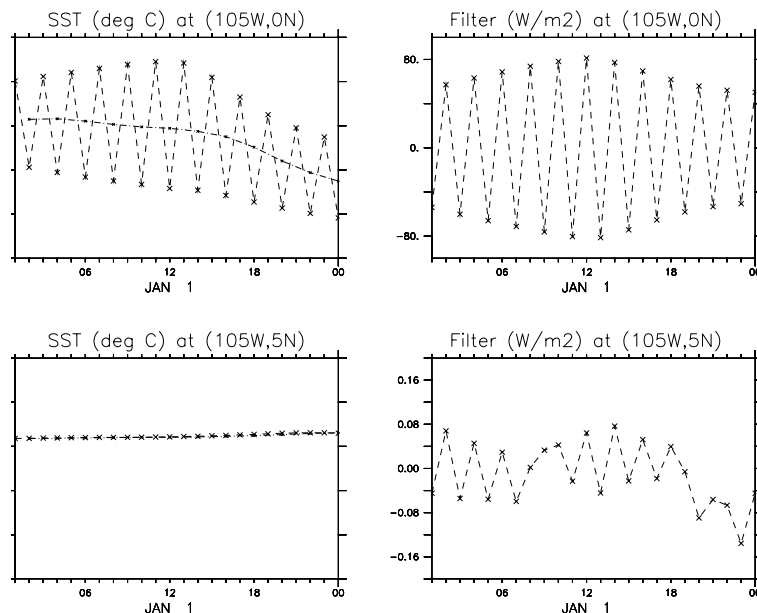 SST (deg C) at (105W,0N)
Filter (W/m2) at (105W,0N)
80.
0.
-80.
06 12 18 00
JAN 1
06 12 18 00
JAN 1
SST (deg C) at (105W,5N)
Filter (W/m2) at (105W,5N)
0.16
0.08
0.00
-0.08
-0.16
06 12 18 00
JAN 1
06 12 18 00
JAN 1